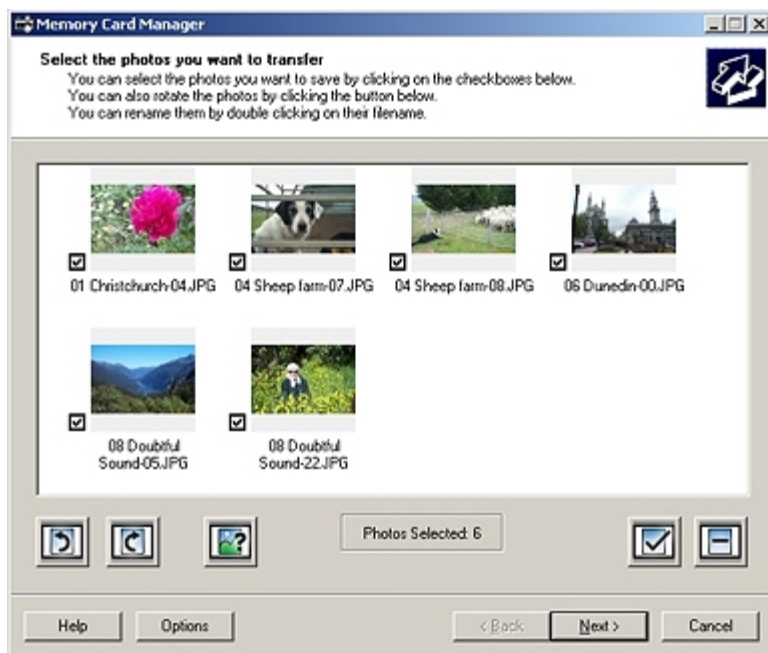 Memory Card Manager
Select the photos you want to transfer
You can select the photos you want to save by clicking on the checkboxes below.
You can also rotate the photos by clicking the button below.
You can rename them by double clicking on their filename.
01 Christchurch-04.JPG
04 Sheep farm-07.JPG
04 Sheep farm-08.JPG
06 Dunedin-00.JPG
08 Doubtful
Sound-05.JPG
08 Doubtful
Sound-22.JPG
?
Photos Selected: 6
Help
Options
< Back
Next >
Cancel